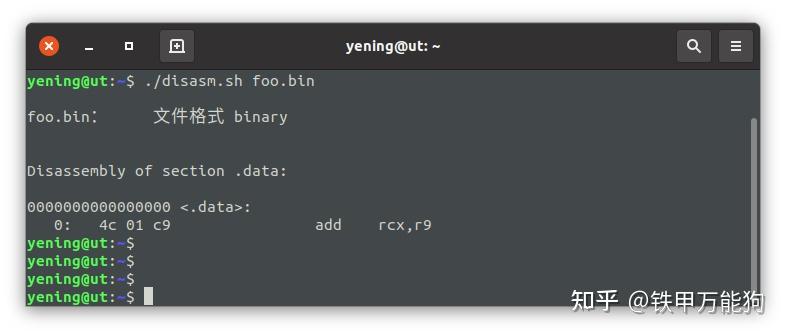 yening@ut: ~
yening@ut:~$ ./disasm.sh foo.bin
foo.bin：     文件格式 binary
Disassembly of section .data:
0000000000000000 <.data>:
   0:   4c 01 c9                add    rcx,r9
yening@ut:~$
yening@ut:~$
yening@ut:~$
yening@ut:~$
知乎 @铁甲万能狗